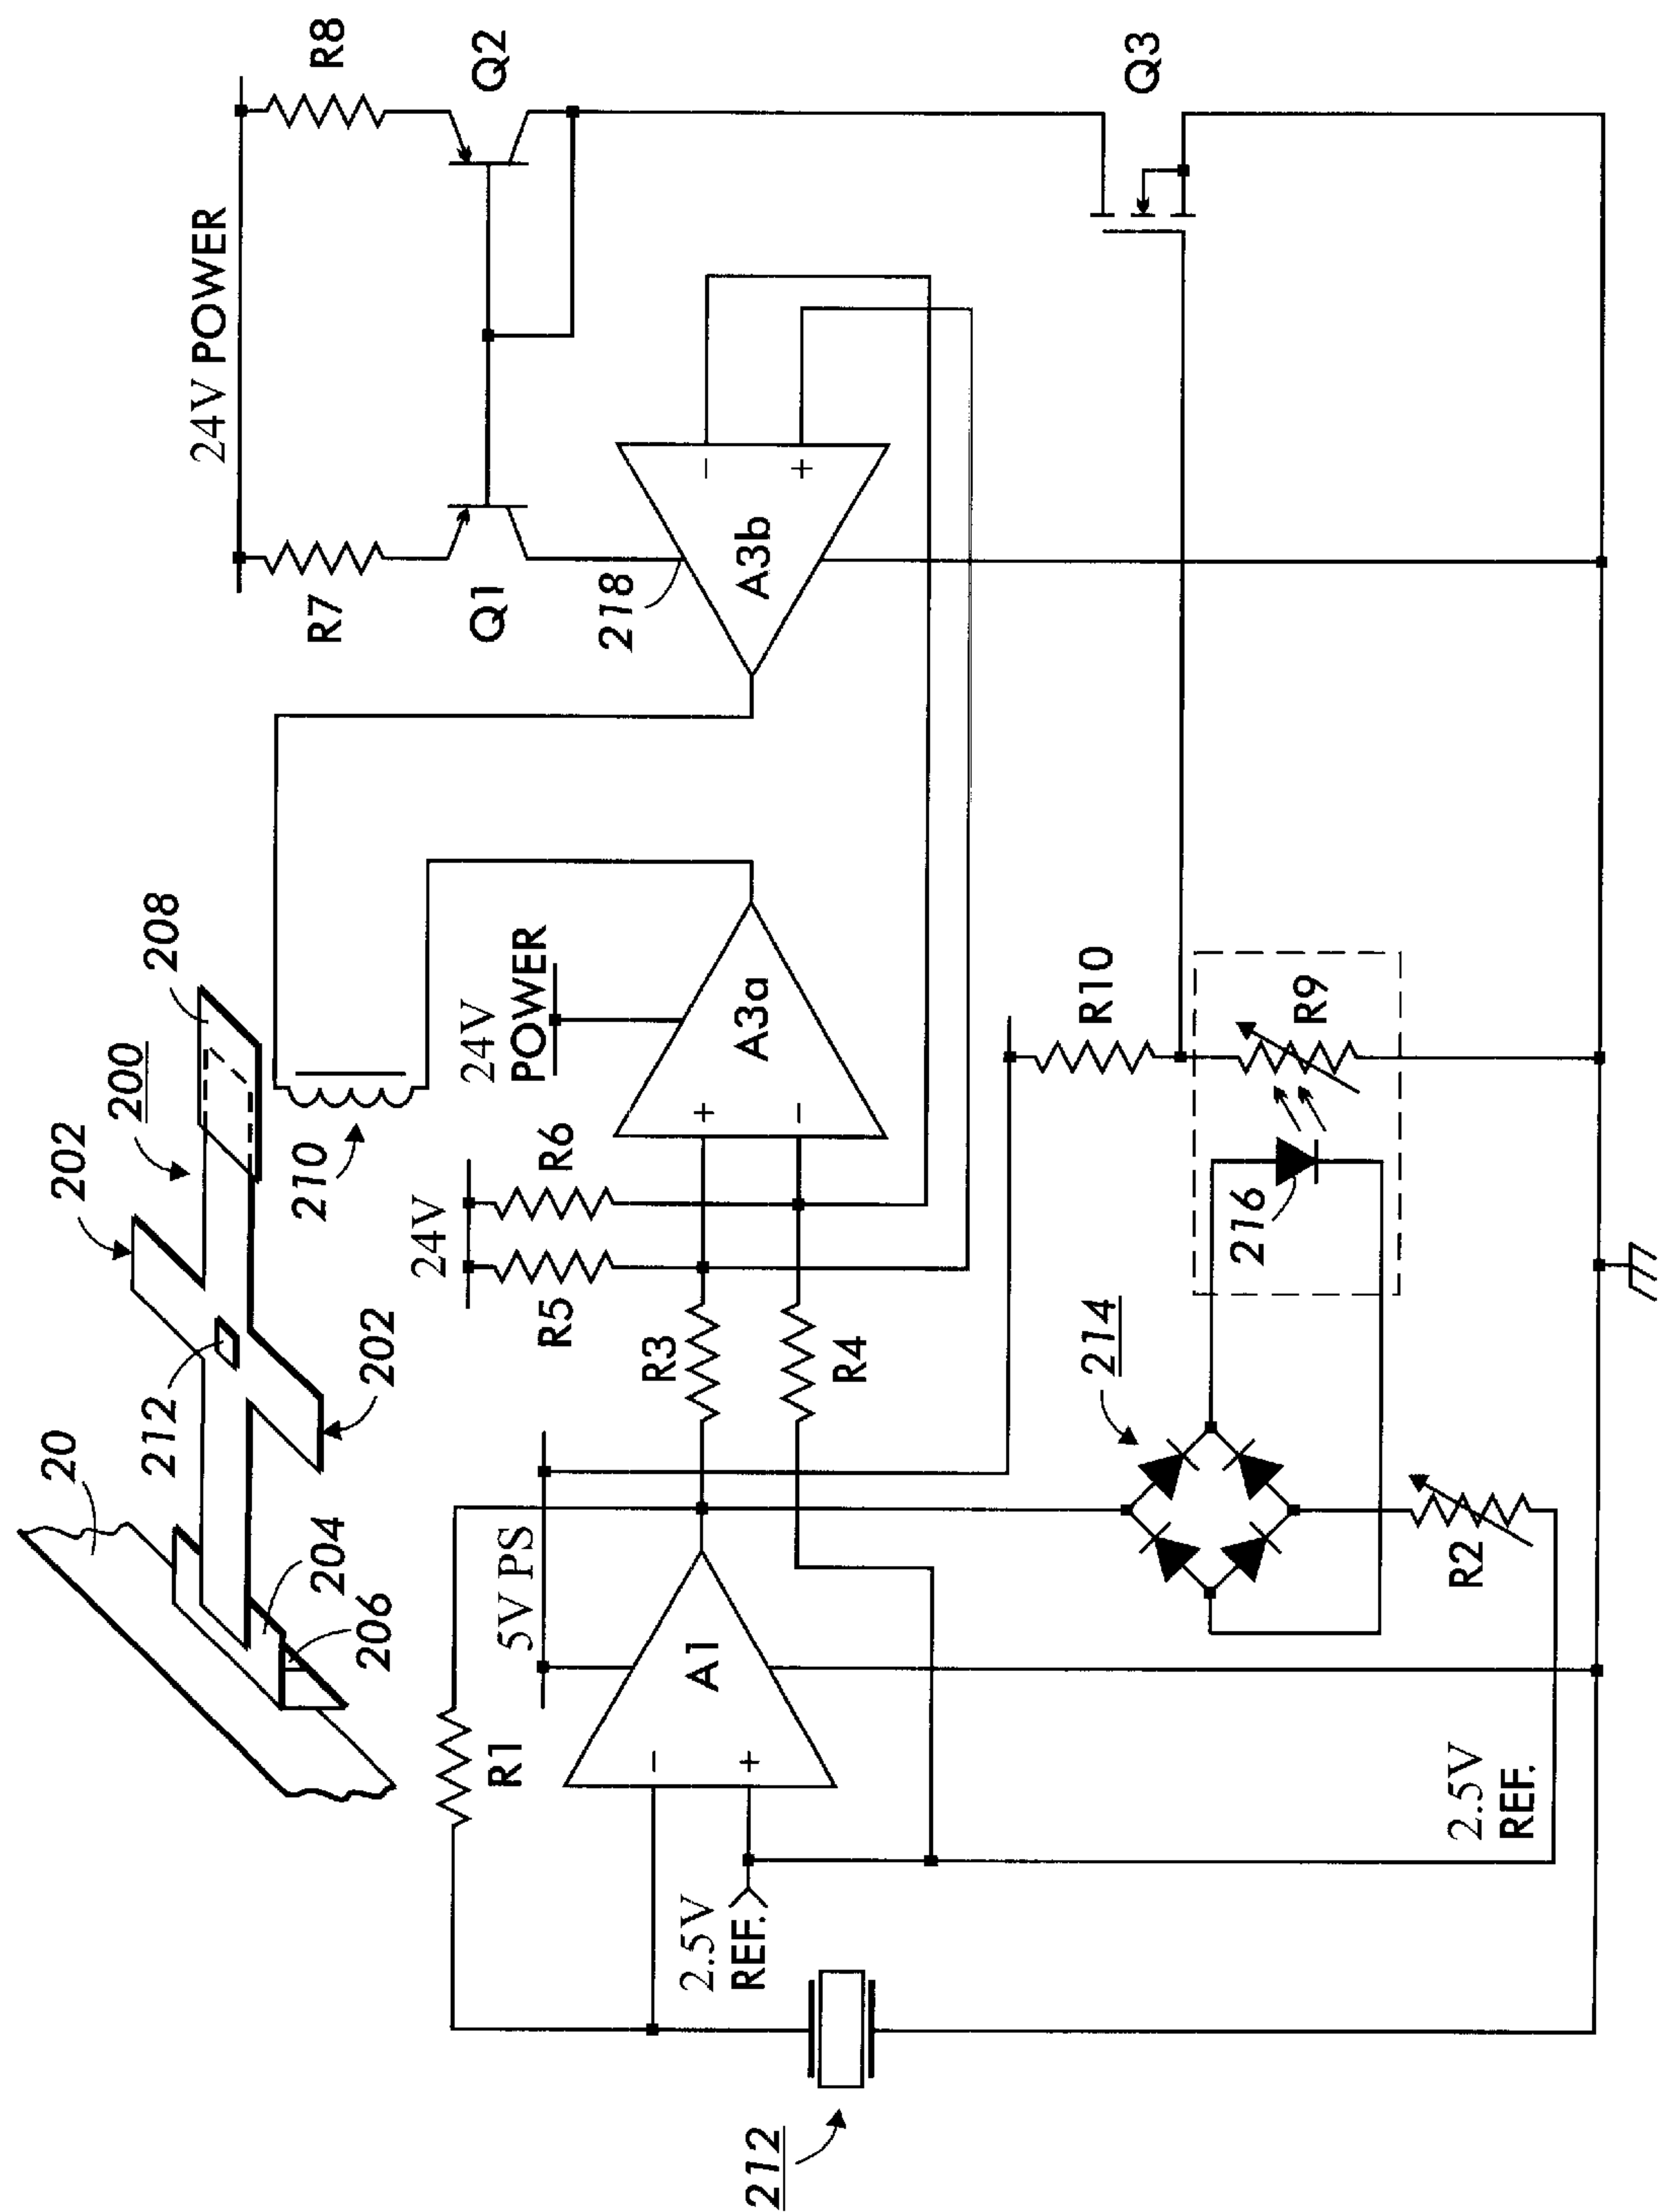 20
212
202
200
208
204
206
202
210
24V POWER
R7
R8
Q1
Q2
218
A3b
-
+
24V
POWER
A3a
+
-
24V
R5
R6
R3
R4
R1
5V PS
A1
-
+
2.5V
REF.
212
214
216
R10
R9
Q3
R2
2.5V
REF.